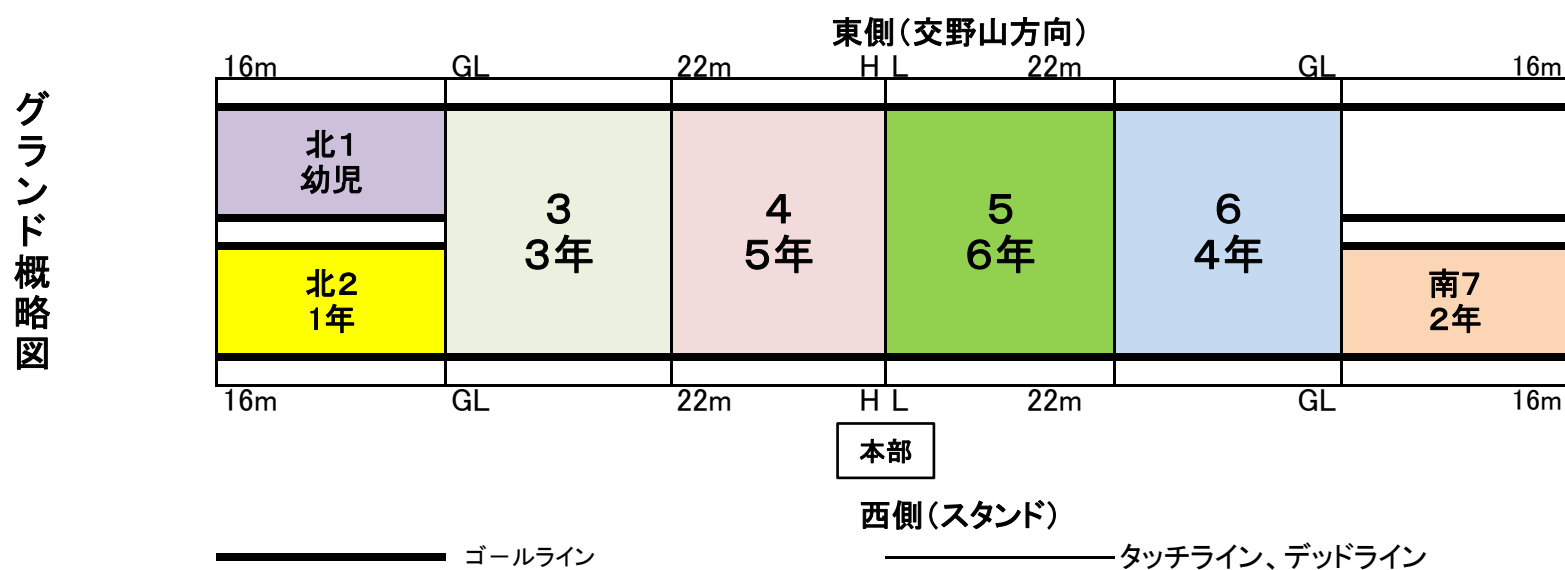 東側（交野山方向）
16m GL 22m H L 22m GL 16m
グランド概略図
北１
幼児
３
３年
４
５年
５
６年
６
４年
北２
1年
南７
２年
16m GL 22m H L 22m GL 16m
本部
西側（スタンド）
ゴールライン
タッチライン、デッドライン